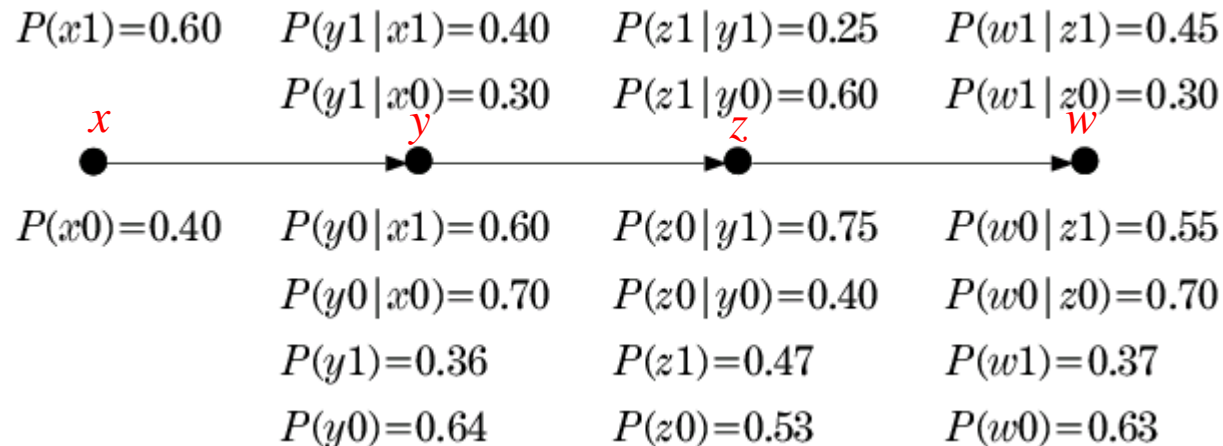 P(x1)=0.60 P(y1|x1)=0.40 P(z1|y1)=0.25 P(w1|z1)=0.45
P(y1|x0)=0.30 P(z1|y0)=0.60 P(w1|z0)=0.30
x y z w
P(x0)=0.40 P(y0|x1)=0.60 P(z0|y1)=0.75 P(w0|z1)=0.55
P(y0|x0)=0.70 P(z0|y0)=0.40 P(w0|z0)=0.70
P(y1)=0.36 P(z1)=0.47 P(w1)=0.37
P(y0)=0.64 P(z0)=0.53 P(w0)=0.63